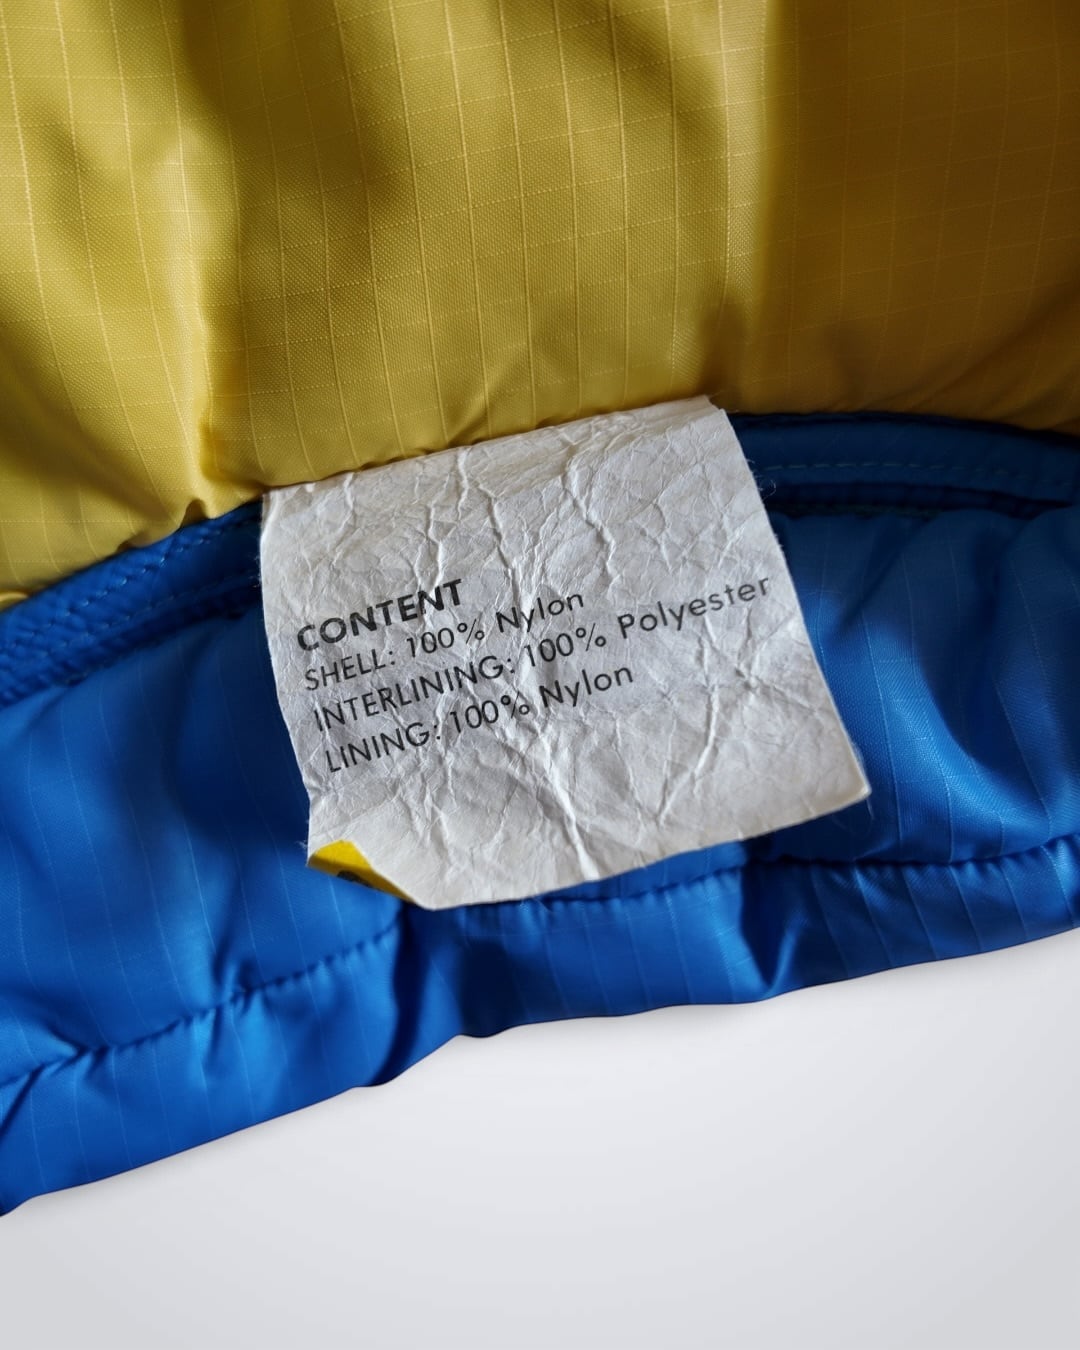 CONTENT
SHELL: 100% Nylon
INTERLINING: 100% Polyester
LINING: 100% Nylon